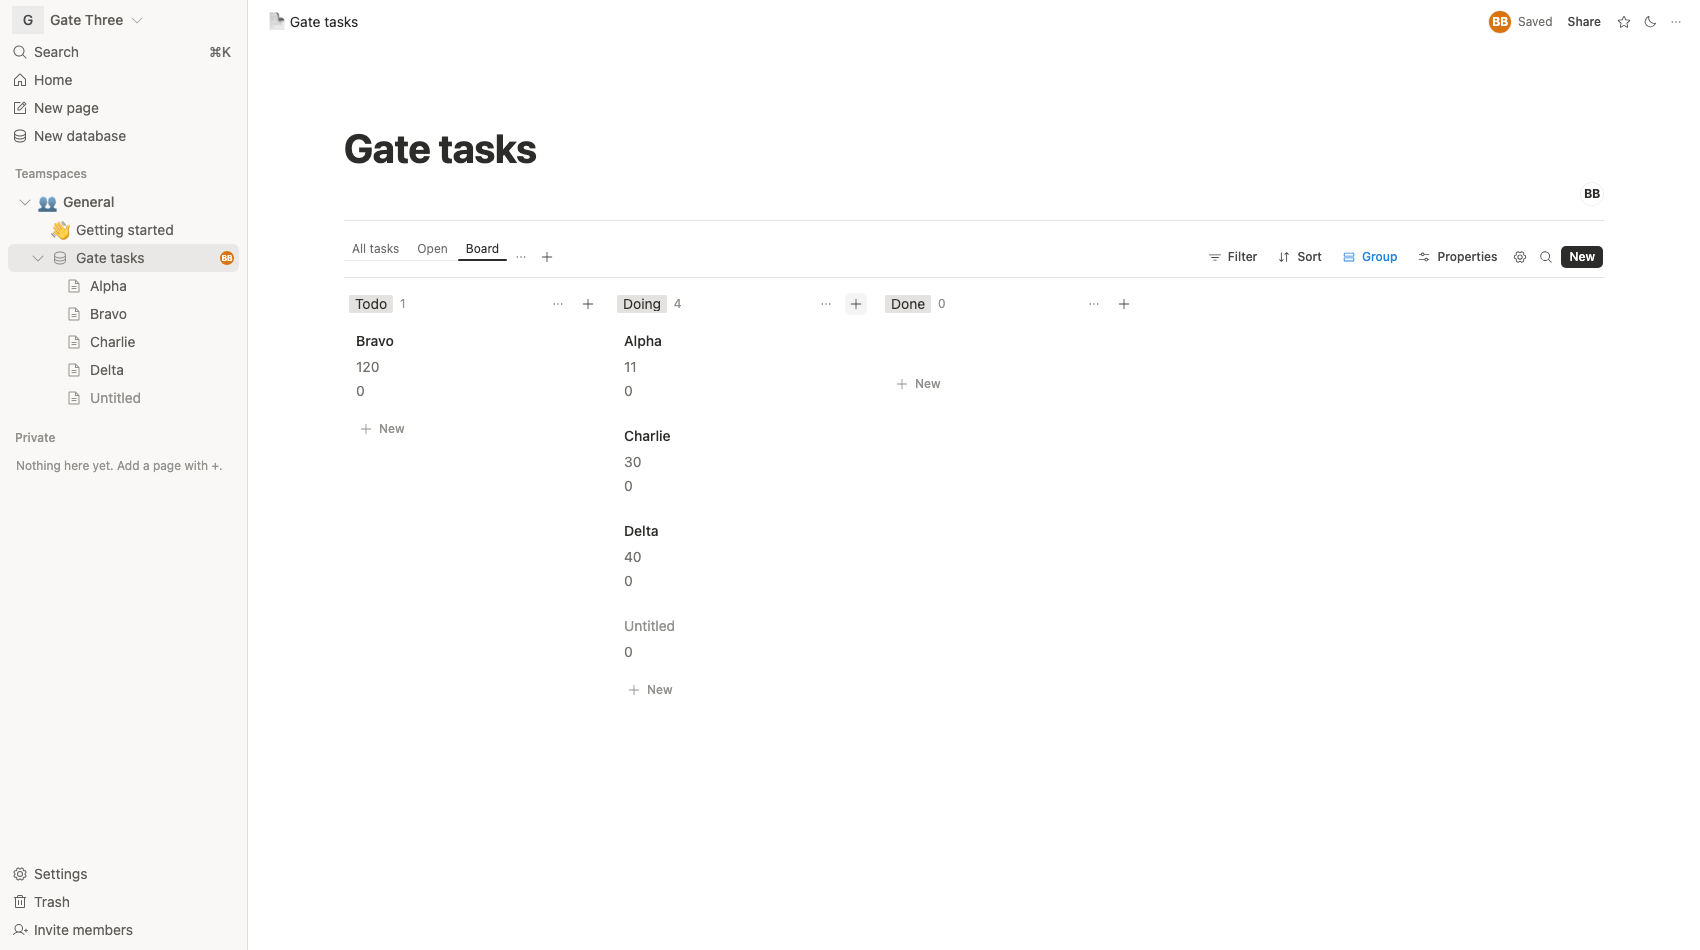 G Gate Three
Search ⌘K
Home
New page
New database
Teamspaces
General
Getting started
Gate tasks BB
Alpha
Bravo
Charlie
Delta
Untitled
Private
Nothing here yet. Add a page with +.
Settings
Trash
Invite members
Gate tasks
BB Saved Share
Gate tasks
BB
All tasks Open Board
Filter Sort Group Properties New
Todo 1
Bravo
120
0
New
Doing 4
Alpha
11
0
Charlie
30
0
Delta
40
0
Untitled
0
New
Done 0
New